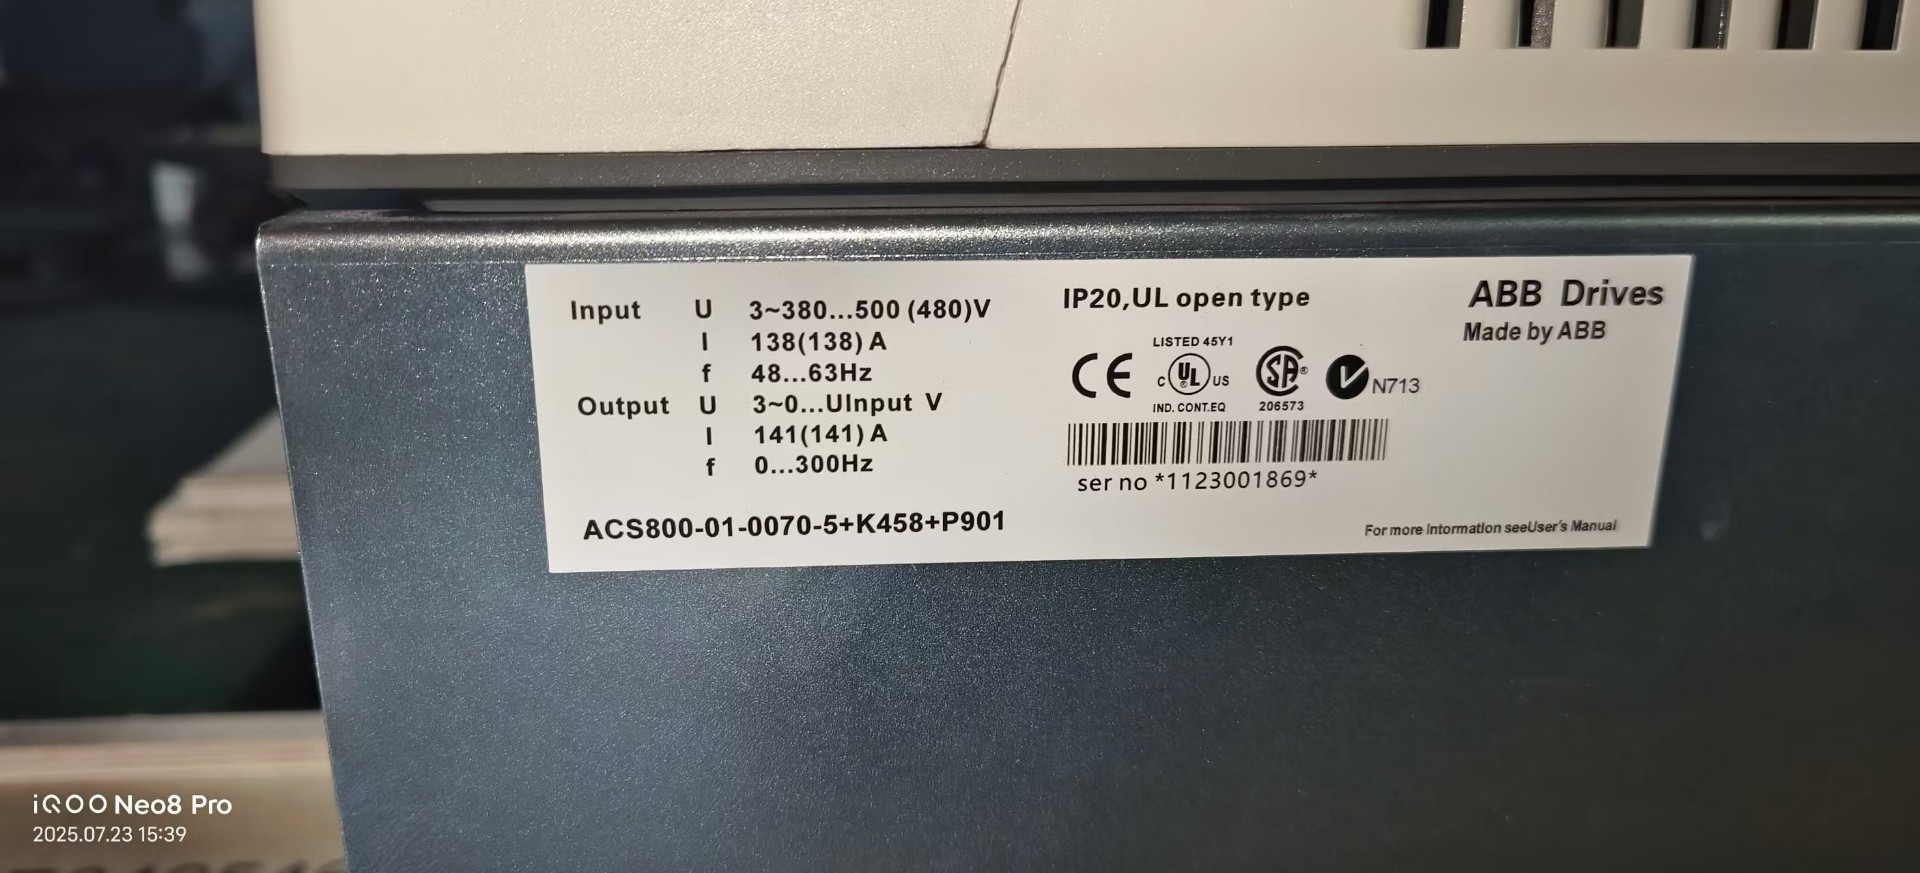 Input U 3~380...500 (480)V
I 138(138) A
f 48...63Hz
Output U 3~0...UInput V
I 141(141) A
f 0...300Hz
ACS800-01-0070-5+K458+P901
IP20,UL open type
LISTED 45Y1
CE C UL ® US SA ® N713
IND. CONT.EQ 206573
ser no *1123001869*
ABB Drives
Made by ABB
For more Intormation seeUser's Manual
iQOO Neo8 Pro
2025.07.23 15:39